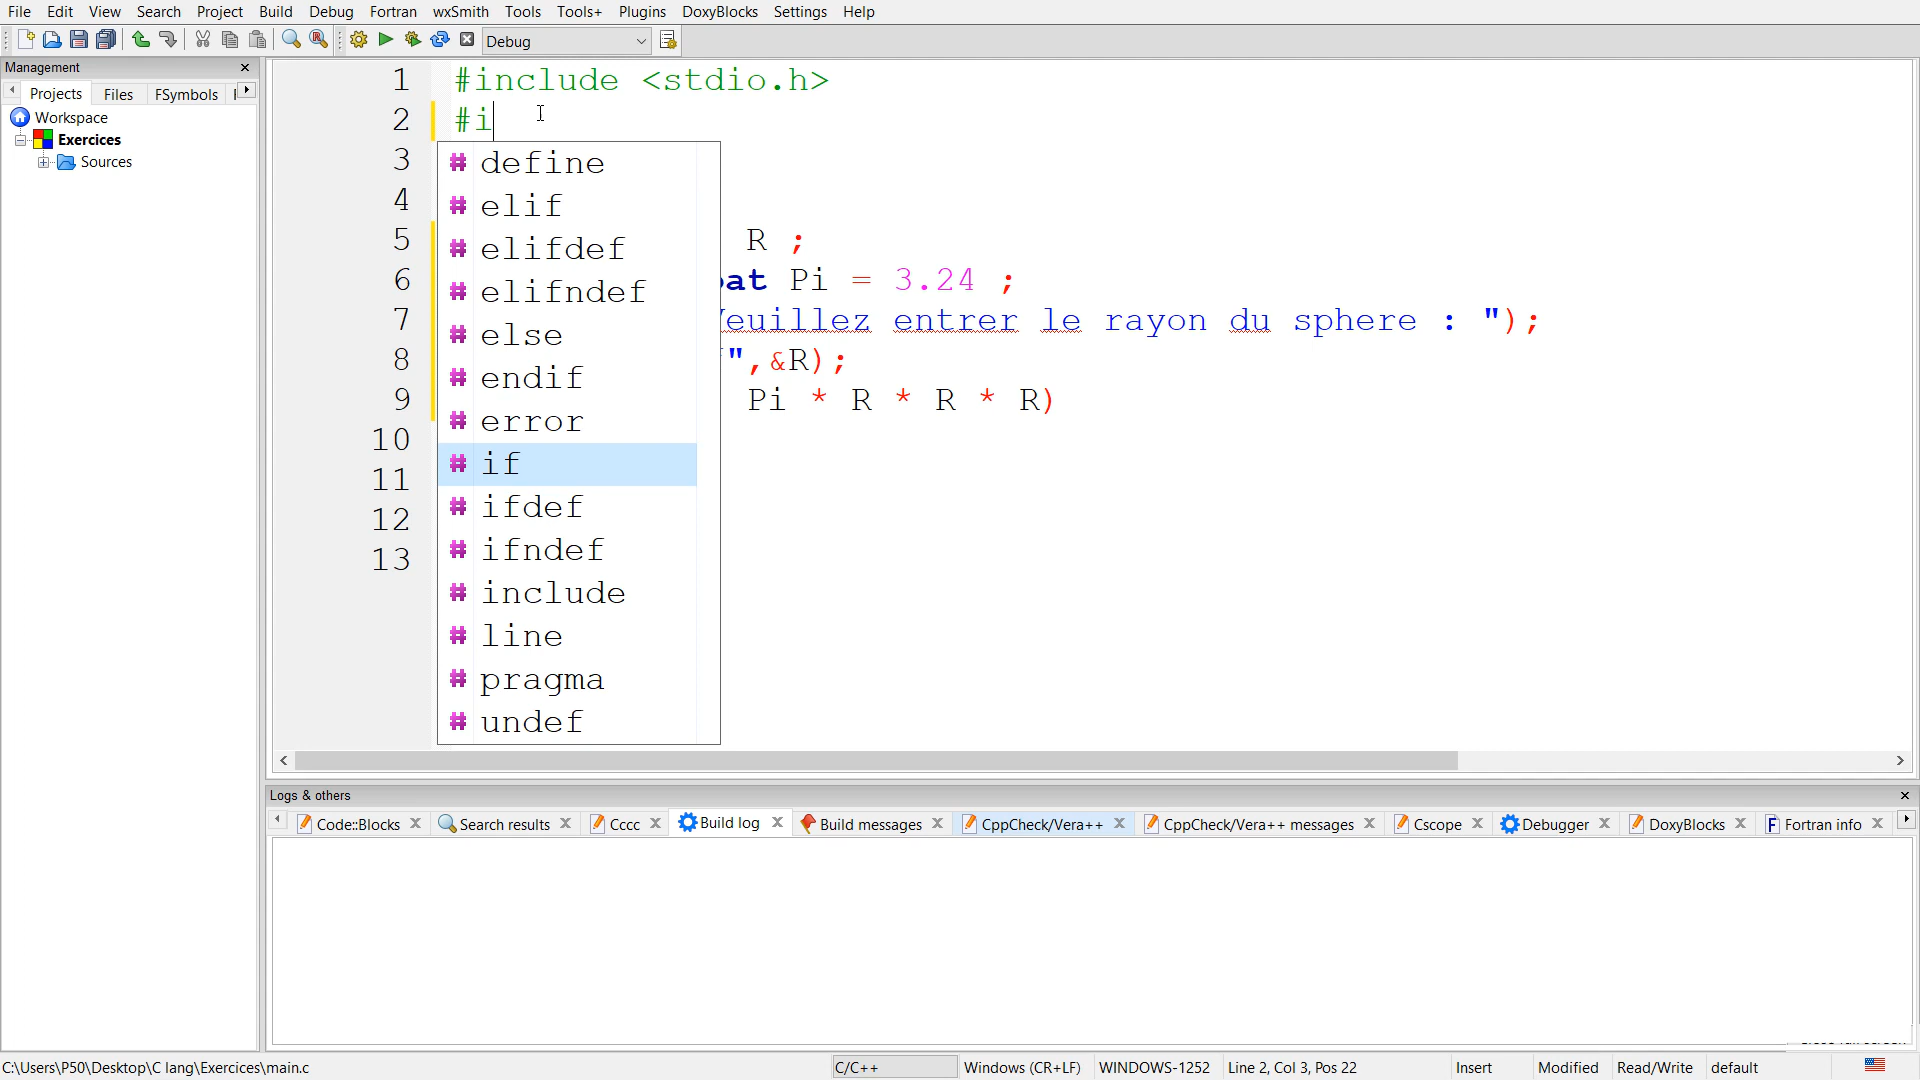 File Edit View Search Project Build Debug Fortran wxSmith Tools Tools+ Plugins DoxyBlocks Settings Help
Debug
Management
Projects Files FSymbols
Workspace
Exercices
Sources
1 #include <stdio.h>
2 #i
3
4
5 R ;
6 oat Pi = 3.24 ;
7 Veuillez entrer le rayon du sphere : ");
8 ",&R);
9 Pi * R * R * R)
10
11
12
13
define
elif
elifdef
elifndef
else
endif
error
if
ifdef
ifndef
include
line
pragma
undef
Logs & others
Code::Blocks Search results Cccc Build log Build messages CppCheck/Vera++ CppCheck/Vera++ messages Cscope Debugger DoxyBlocks Fortran info
C:\Users\P50\Desktop\C lang\Exercices\main.c C/C++ Windows (CR+LF) WINDOWS-1252 Line 2, Col 3, Pos 22 Insert Modified Read/Write default